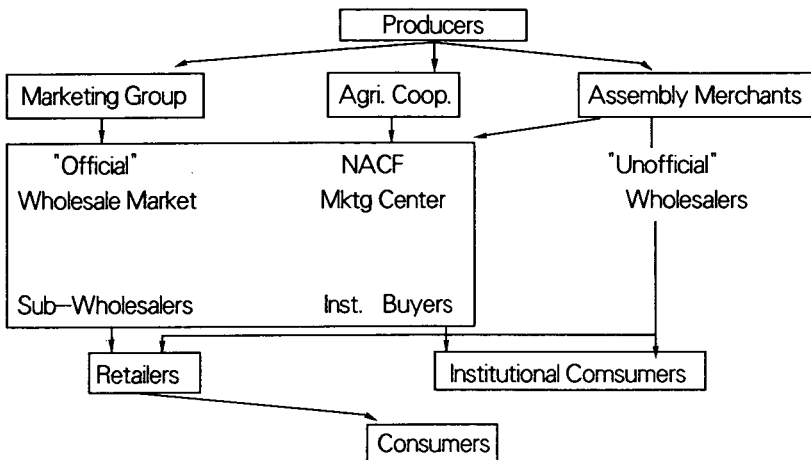 Producers
Marketing Group
Agri. Coop.
Assembly Merchants
"Official"
Wholesale Market
NACF
Mktg Center
"Unofficial"
Wholesalers
Sub-Wholesalers
Inst. Buyers
Retailers
Institutional Comsumers
Consumers